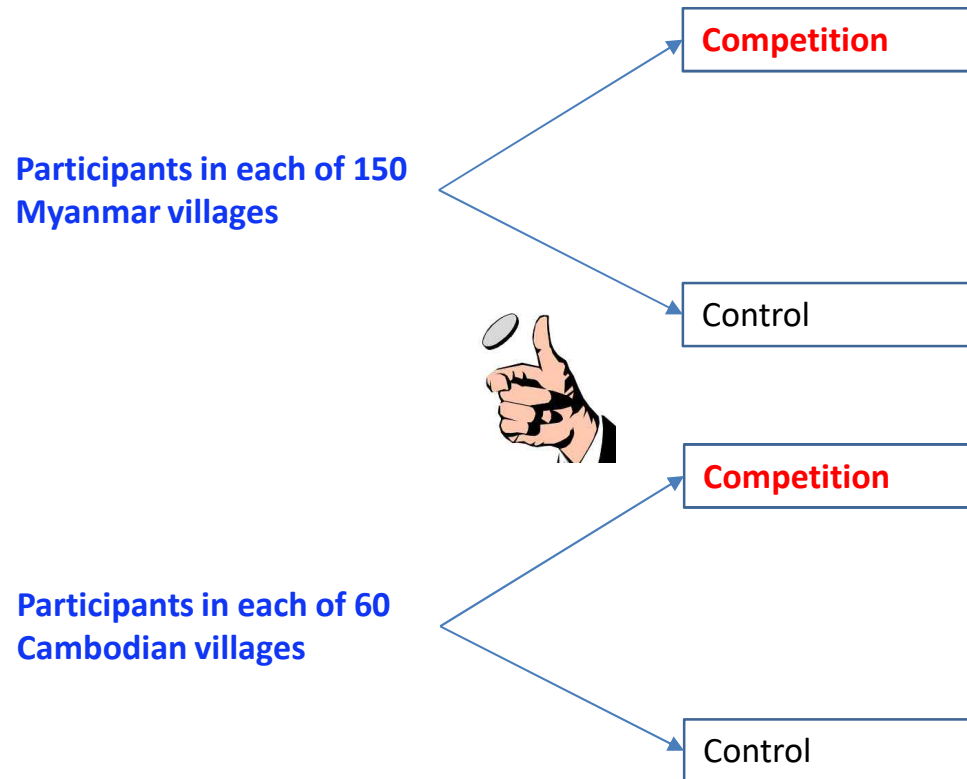 Competition
Participants in each of 150
Myanmar villages
Control
Competition
Participants in each of 60
Cambodian villages
Control